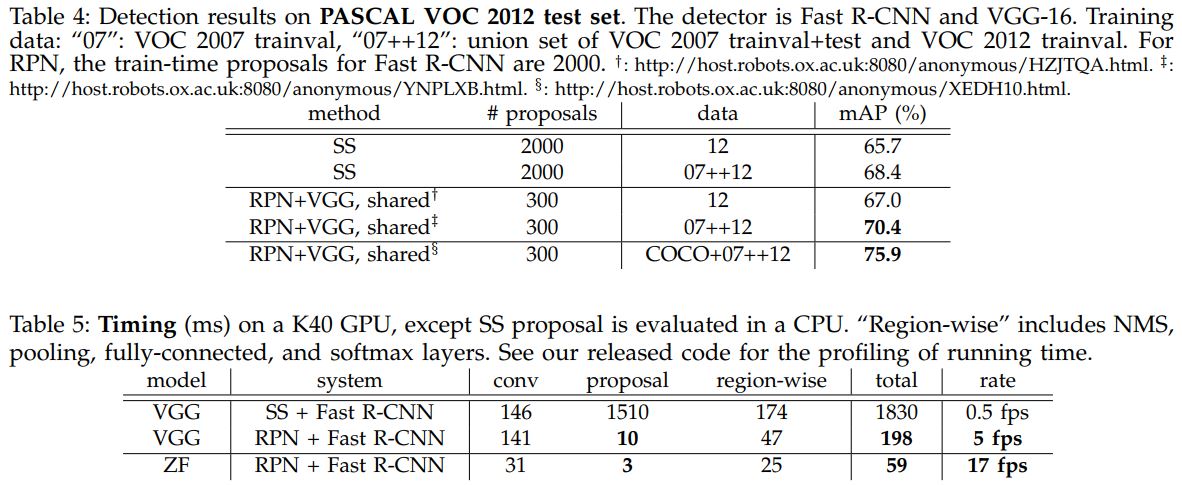 Table 4: Detection results on PASCAL VOC 2012 test set. The detector is Fast R-CNN and VGG-16. Training
data: “07”: VOC 2007 trainval, “07++12”: union set of VOC 2007 trainval+test and VOC 2012 trainval. For
RPN, the train-time proposals for Fast R-CNN are 2000. †: http://host.robots.ox.ac.uk:8080/anonymous/HZJTQA.html. ‡:
http://host.robots.ox.ac.uk:8080/anonymous/YNPLXB.html. §: http://host.robots.ox.ac.uk:8080/anonymous/XEDH10.html.
method # proposals data mAP (%)
SS 2000 12 65.7
SS 2000 07++12 68.4
RPN+VGG, shared† 300 12 67.0
RPN+VGG, shared‡ 300 07++12 70.4
RPN+VGG, shared§ 300 COCO+07++12 75.9
Table 5: Timing (ms) on a K40 GPU, except SS proposal is evaluated in a CPU. “Region-wise” includes NMS,
pooling, fully-connected, and softmax layers. See our released code for the profiling of running time.
model system conv proposal region-wise total rate
VGG SS + Fast R-CNN 146 1510 174 1830 0.5 fps
VGG RPN + Fast R-CNN 141 10 47 198 5 fps
ZF RPN + Fast R-CNN 31 3 25 59 17 fps